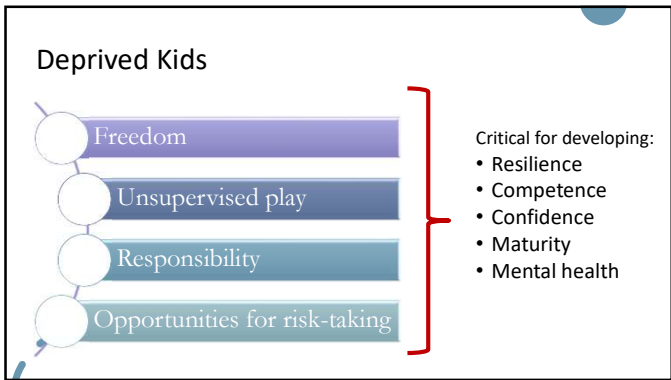 Deprived Kids
Freedom
Unsupervised play
Responsibility
Opportunities for risk-taking
Critical for developing:
• Resilience
• Competence
• Confidence
• Maturity
• Mental health